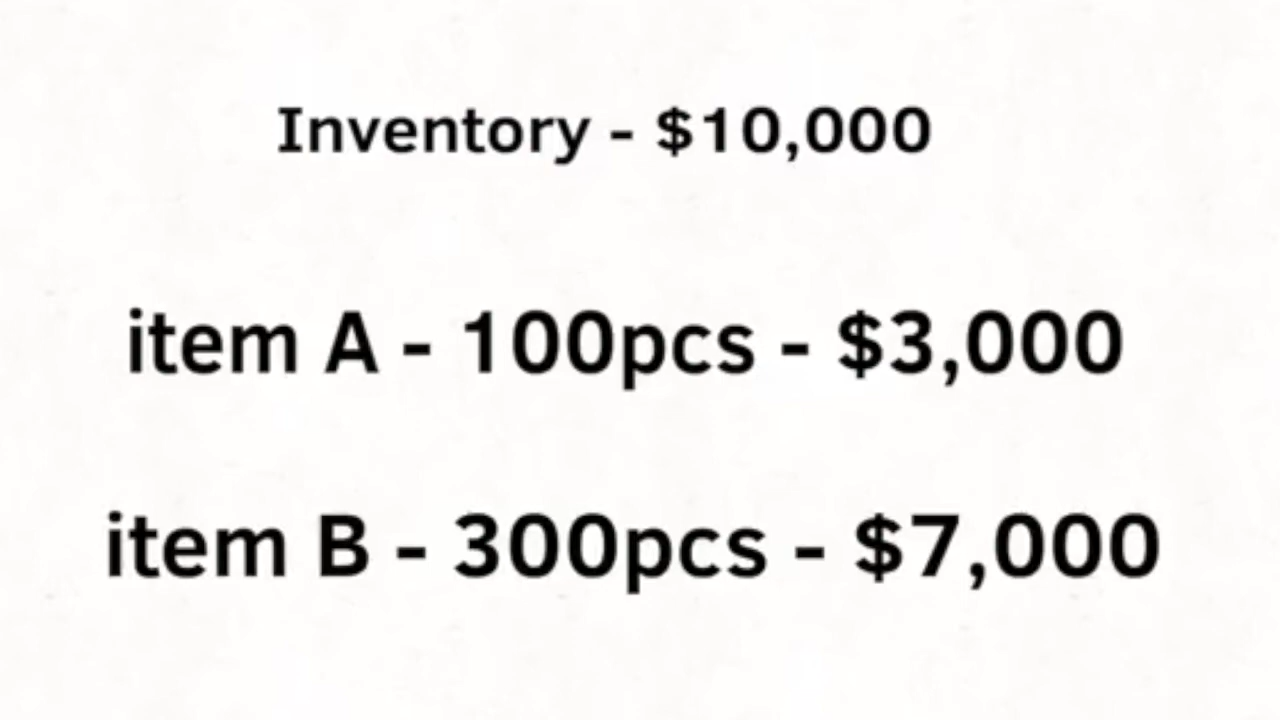 Inventory - $10,000
item A - 100pcs - $3,000
item B - 300pcs - $7,000